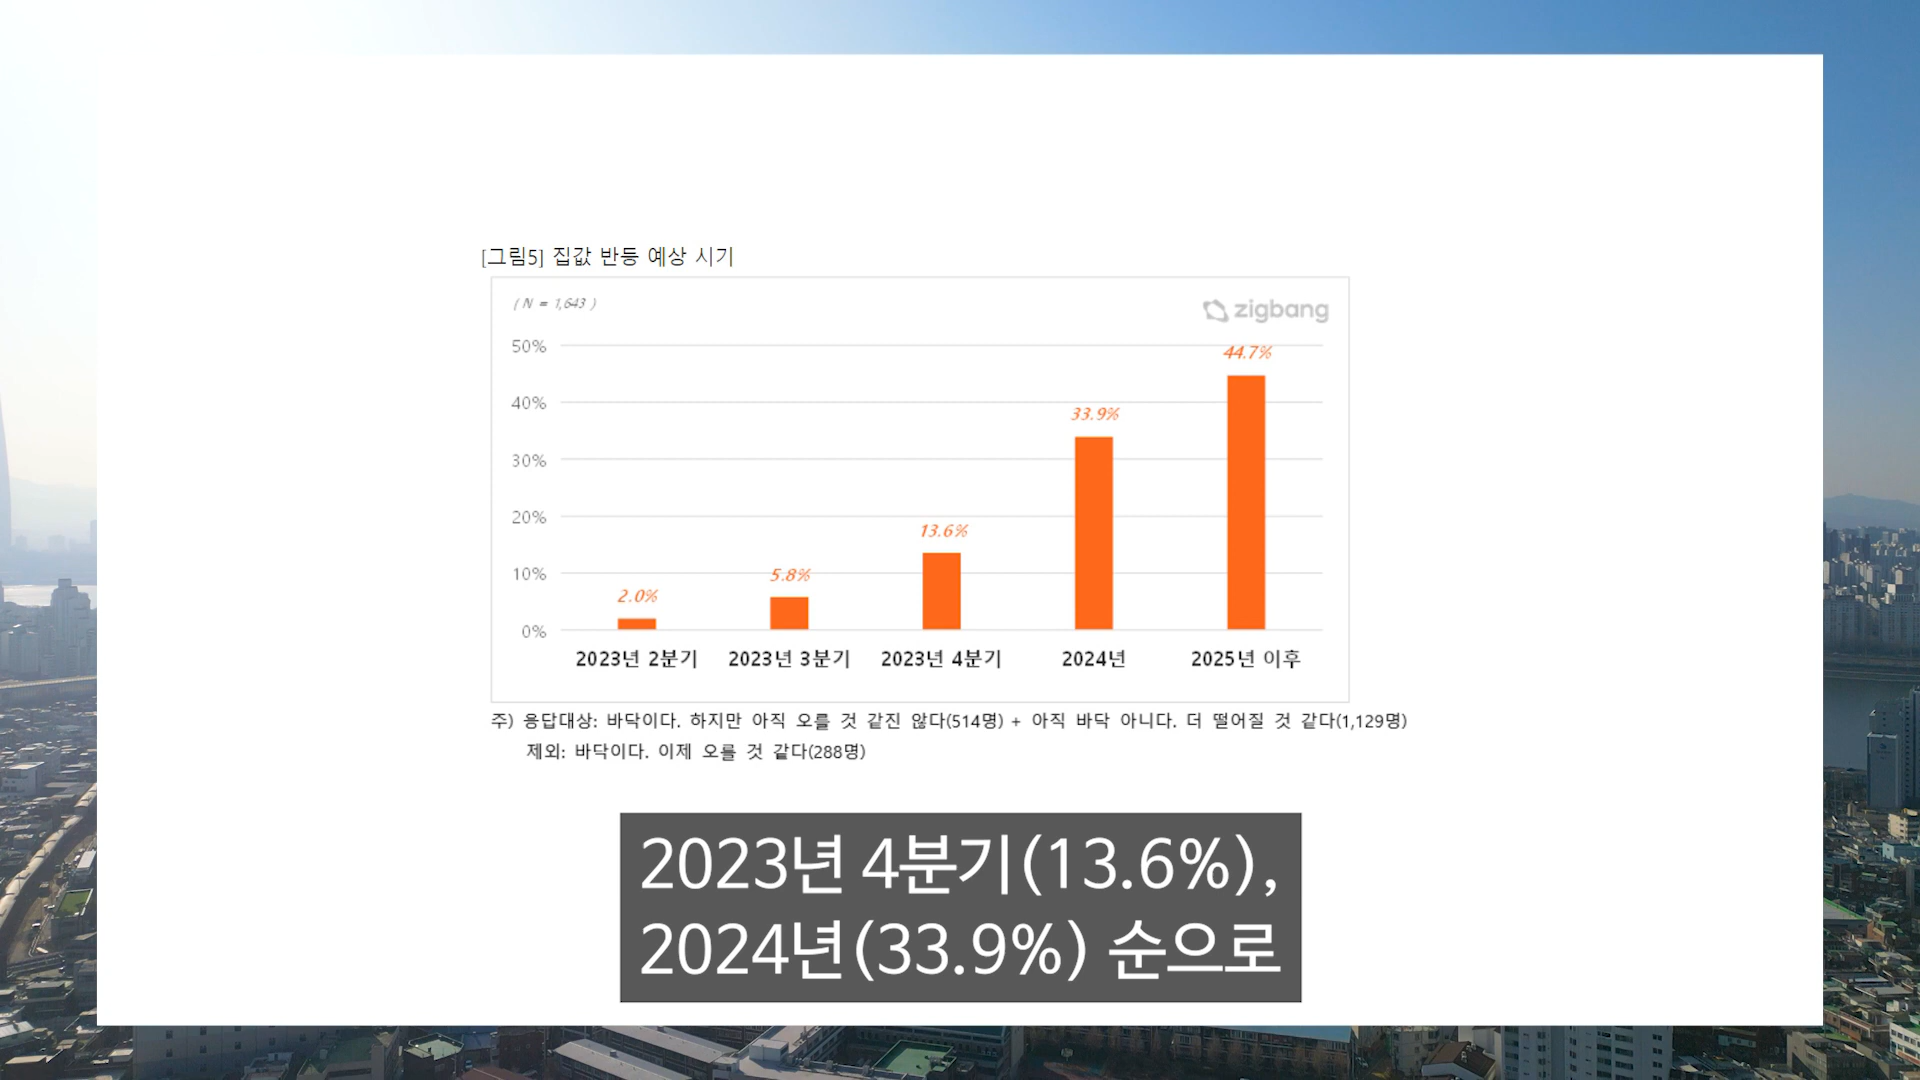 [그림5] 집값 반등 예상 시기
( N = 1,643 )
zigbang
50%
40%
30%
20%
10%
0%
2.0%
5.8%
13.6%
33.9%
44.7%
2023년 2분기
2023년 3분기
2023년 4분기
2024년
2025년 이후
주) 응답대상: 바닥이다. 하지만 아직 오를 것 같진 않다(514명) + 아직 바닥 아니다. 더 떨어질 것 같다(1,129명)
제외: 바닥이다. 이제 오를 것 같다(288명)
2023년 4분기(13.6%),
2024년(33.9%) 순으로